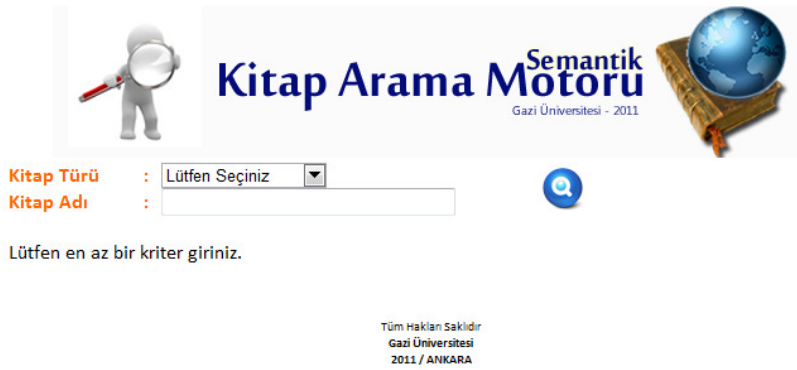 Semantik
Kitap Arama Motoru
Gazi Üniversitesi - 2011
Kitap Türü : Lütfen Seçiniz
Kitap Adı :
Lütfen en az bir kriter giriniz.
Tüm Hakları Saklıdır
Gazi Üniversitesi
2011 / ANKARA